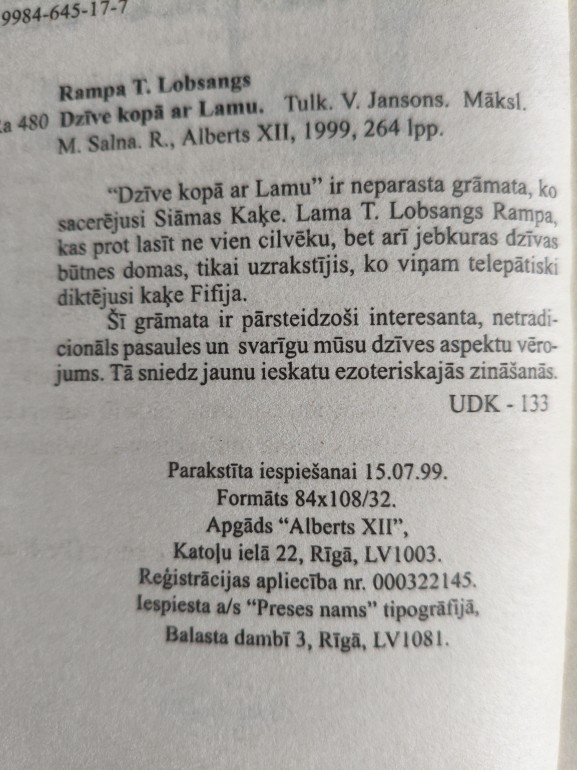 9984-645-17-7
Rampa T. Lobsangs
a 480 Dzīve kopā ar Lamu. Tulk. V. Jansons. Māksl.
M. Salna. R., Alberts XII, 1999, 264 lpp.
“Dzīve kopā ar Lamu” ir neparasta grāmata, ko
sacerējusi Siāmas Kaķe. Lama T. Lobsangs Rampa,
kas prot lasīt ne vien cilvēku, bet arī jebkuras dzīvas
būtnes domas, tikai uzrakstījis, ko viņam telepātiski
diktējusi kaķe Fifija.
Šī grāmata ir pārsteidzoši interesanta, netradi-
cionāls pasaules un svarīgu mūsu dzīves aspektu vēro-
jums. Tā sniedz jaunu ieskatu ezoteriskajās zināšanās.
UDK - 133
Parakstīta iespiešanai 15.07.99.
Formāts 84x108/32.
Apgāds “Alberts XII”,
Katoļu ielā 22, Rīgā, LV1003.
Reģistrācijas apliecība nr. 000322145.
Iespiesta a/s “Preses nams” tipogrāfijā,
Balasta dambī 3, Rīgā, LV1081.